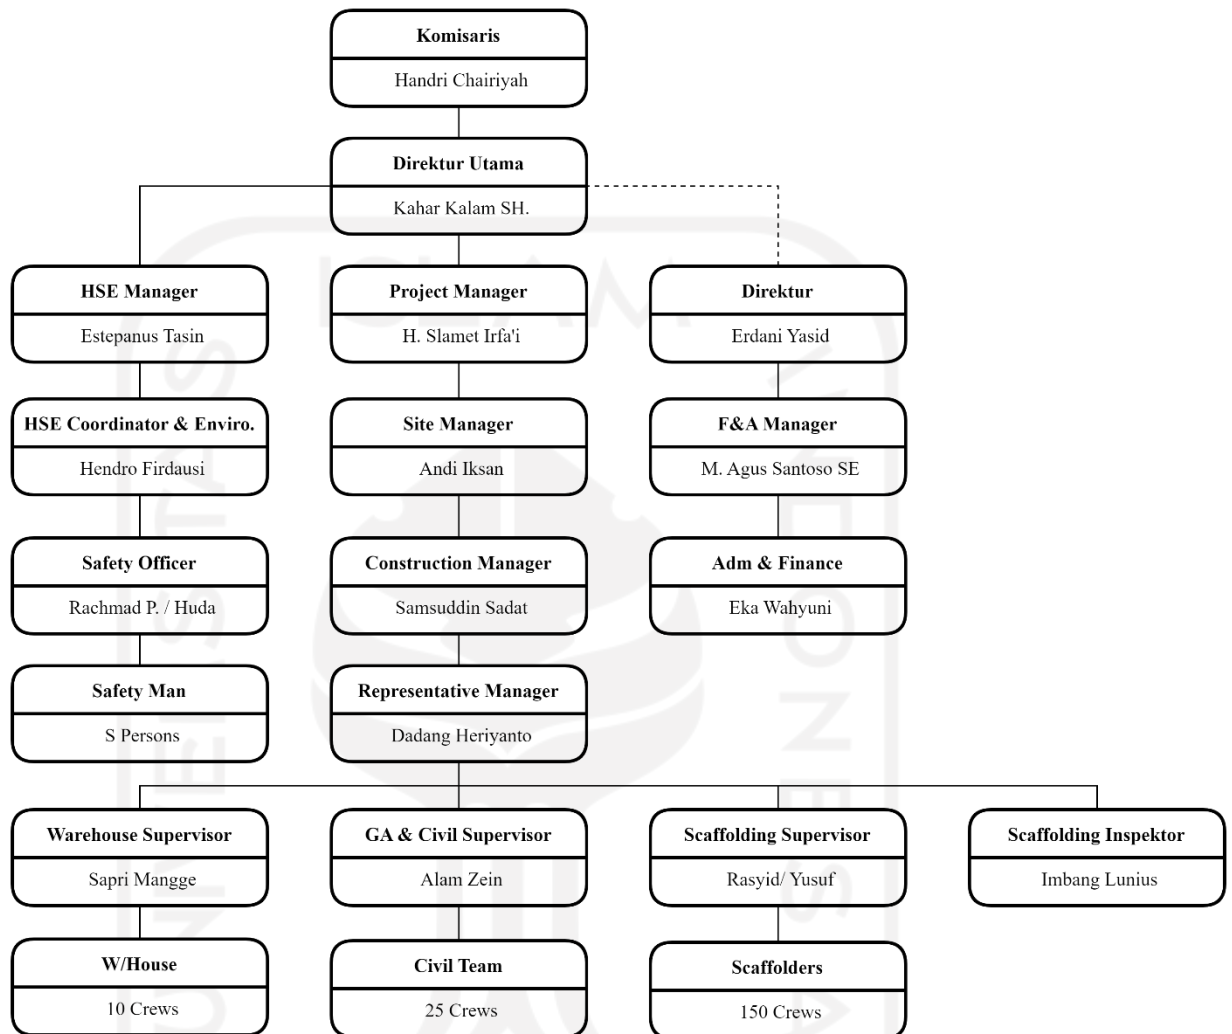 Komisaris
Handri Chairiyah
Direktur Utama
Kahar Kalam SH.
HSE Manager
Estepanus Tasin
Project Manager
H. Slamet Irfa'i
Direktur
Erdani Yasid
HSE Coordinator & Enviro.
Hendro Firdausi
Site Manager
Andi Iksan
F&A Manager
M. Agus Santoso SE
Safety Officer
Rachmad P. / Huda
Construction Manager
Samsuddin Sadat
Adm & Finance
Eka Wahyuni
Safety Man
S Persons
Representative Manager
Dadang Heriyanto
Warehouse Supervisor
Sapri Mangge
GA & Civil Supervisor
Alam Zein
Scaffolding Supervisor
Rasyid/ Yusuf
Scaffolding Inspektor
Imbang Lunius
W/House
10 Crews
Civil Team
25 Crews
Scaffolders
150 Crews
ISLAM